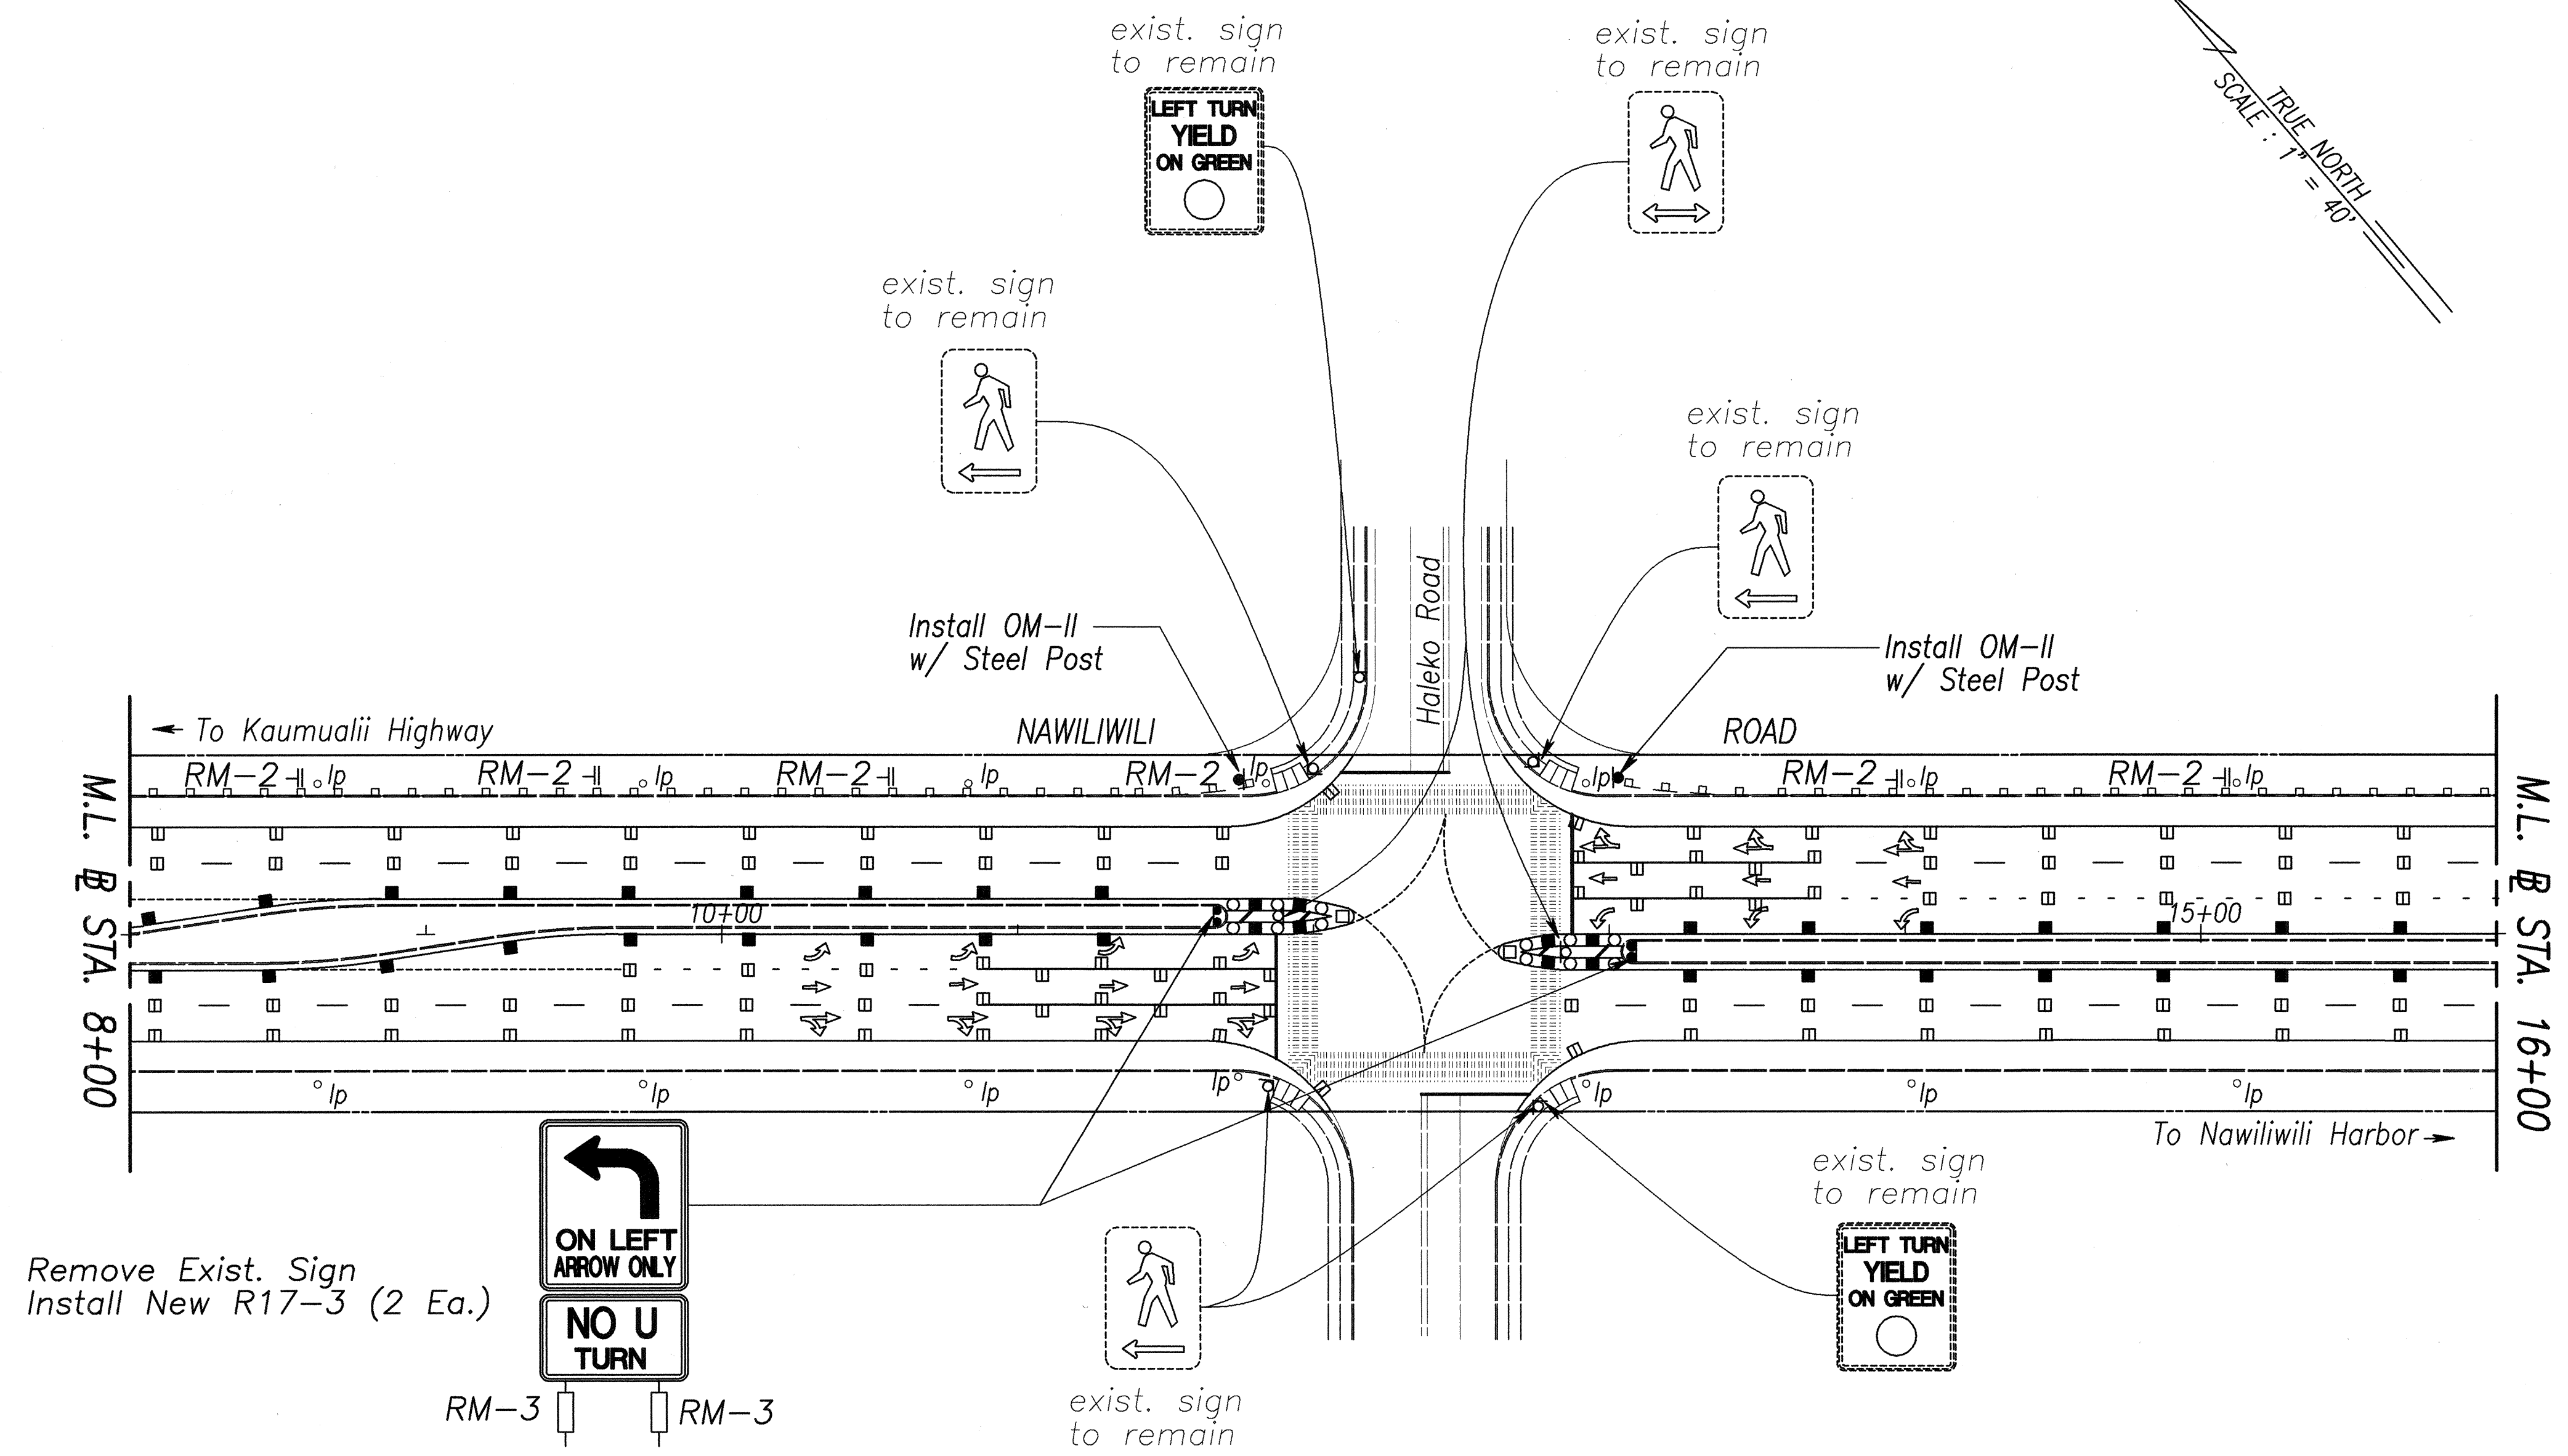 exist. sign
to remain
exist. sign
to remain
LEFT TURN
YIELD
ON GREEN
TRUE NORTH
SCALE : 1" = 40'
exist. sign
to remain
exist. sign
to remain
Install OM-II
w/ Steel Post
Haleko Road
Install OM-II
w/ Steel Post
To Kaumualii Highway
NAWILIWILI
ROAD
RM-2
lp
RM-2
lp
RM-2
lp
RM-2
lp
lp
RM-2
lp
RM-2
lp
M.L. BL STA. 8+00
10+00
15+00
M.L. BL STA. 16+00
lp
lp
lp
lp
lp
lp
lp
To Nawiliwili Harbor
ON LEFT
ARROW ONLY
NO U
TURN
Remove Exist. Sign
Install New R17-3 (2 Ea.)
RM-3
RM-3
exist. sign
to remain
exist. sign
to remain
LEFT TURN
YIELD
ON GREEN